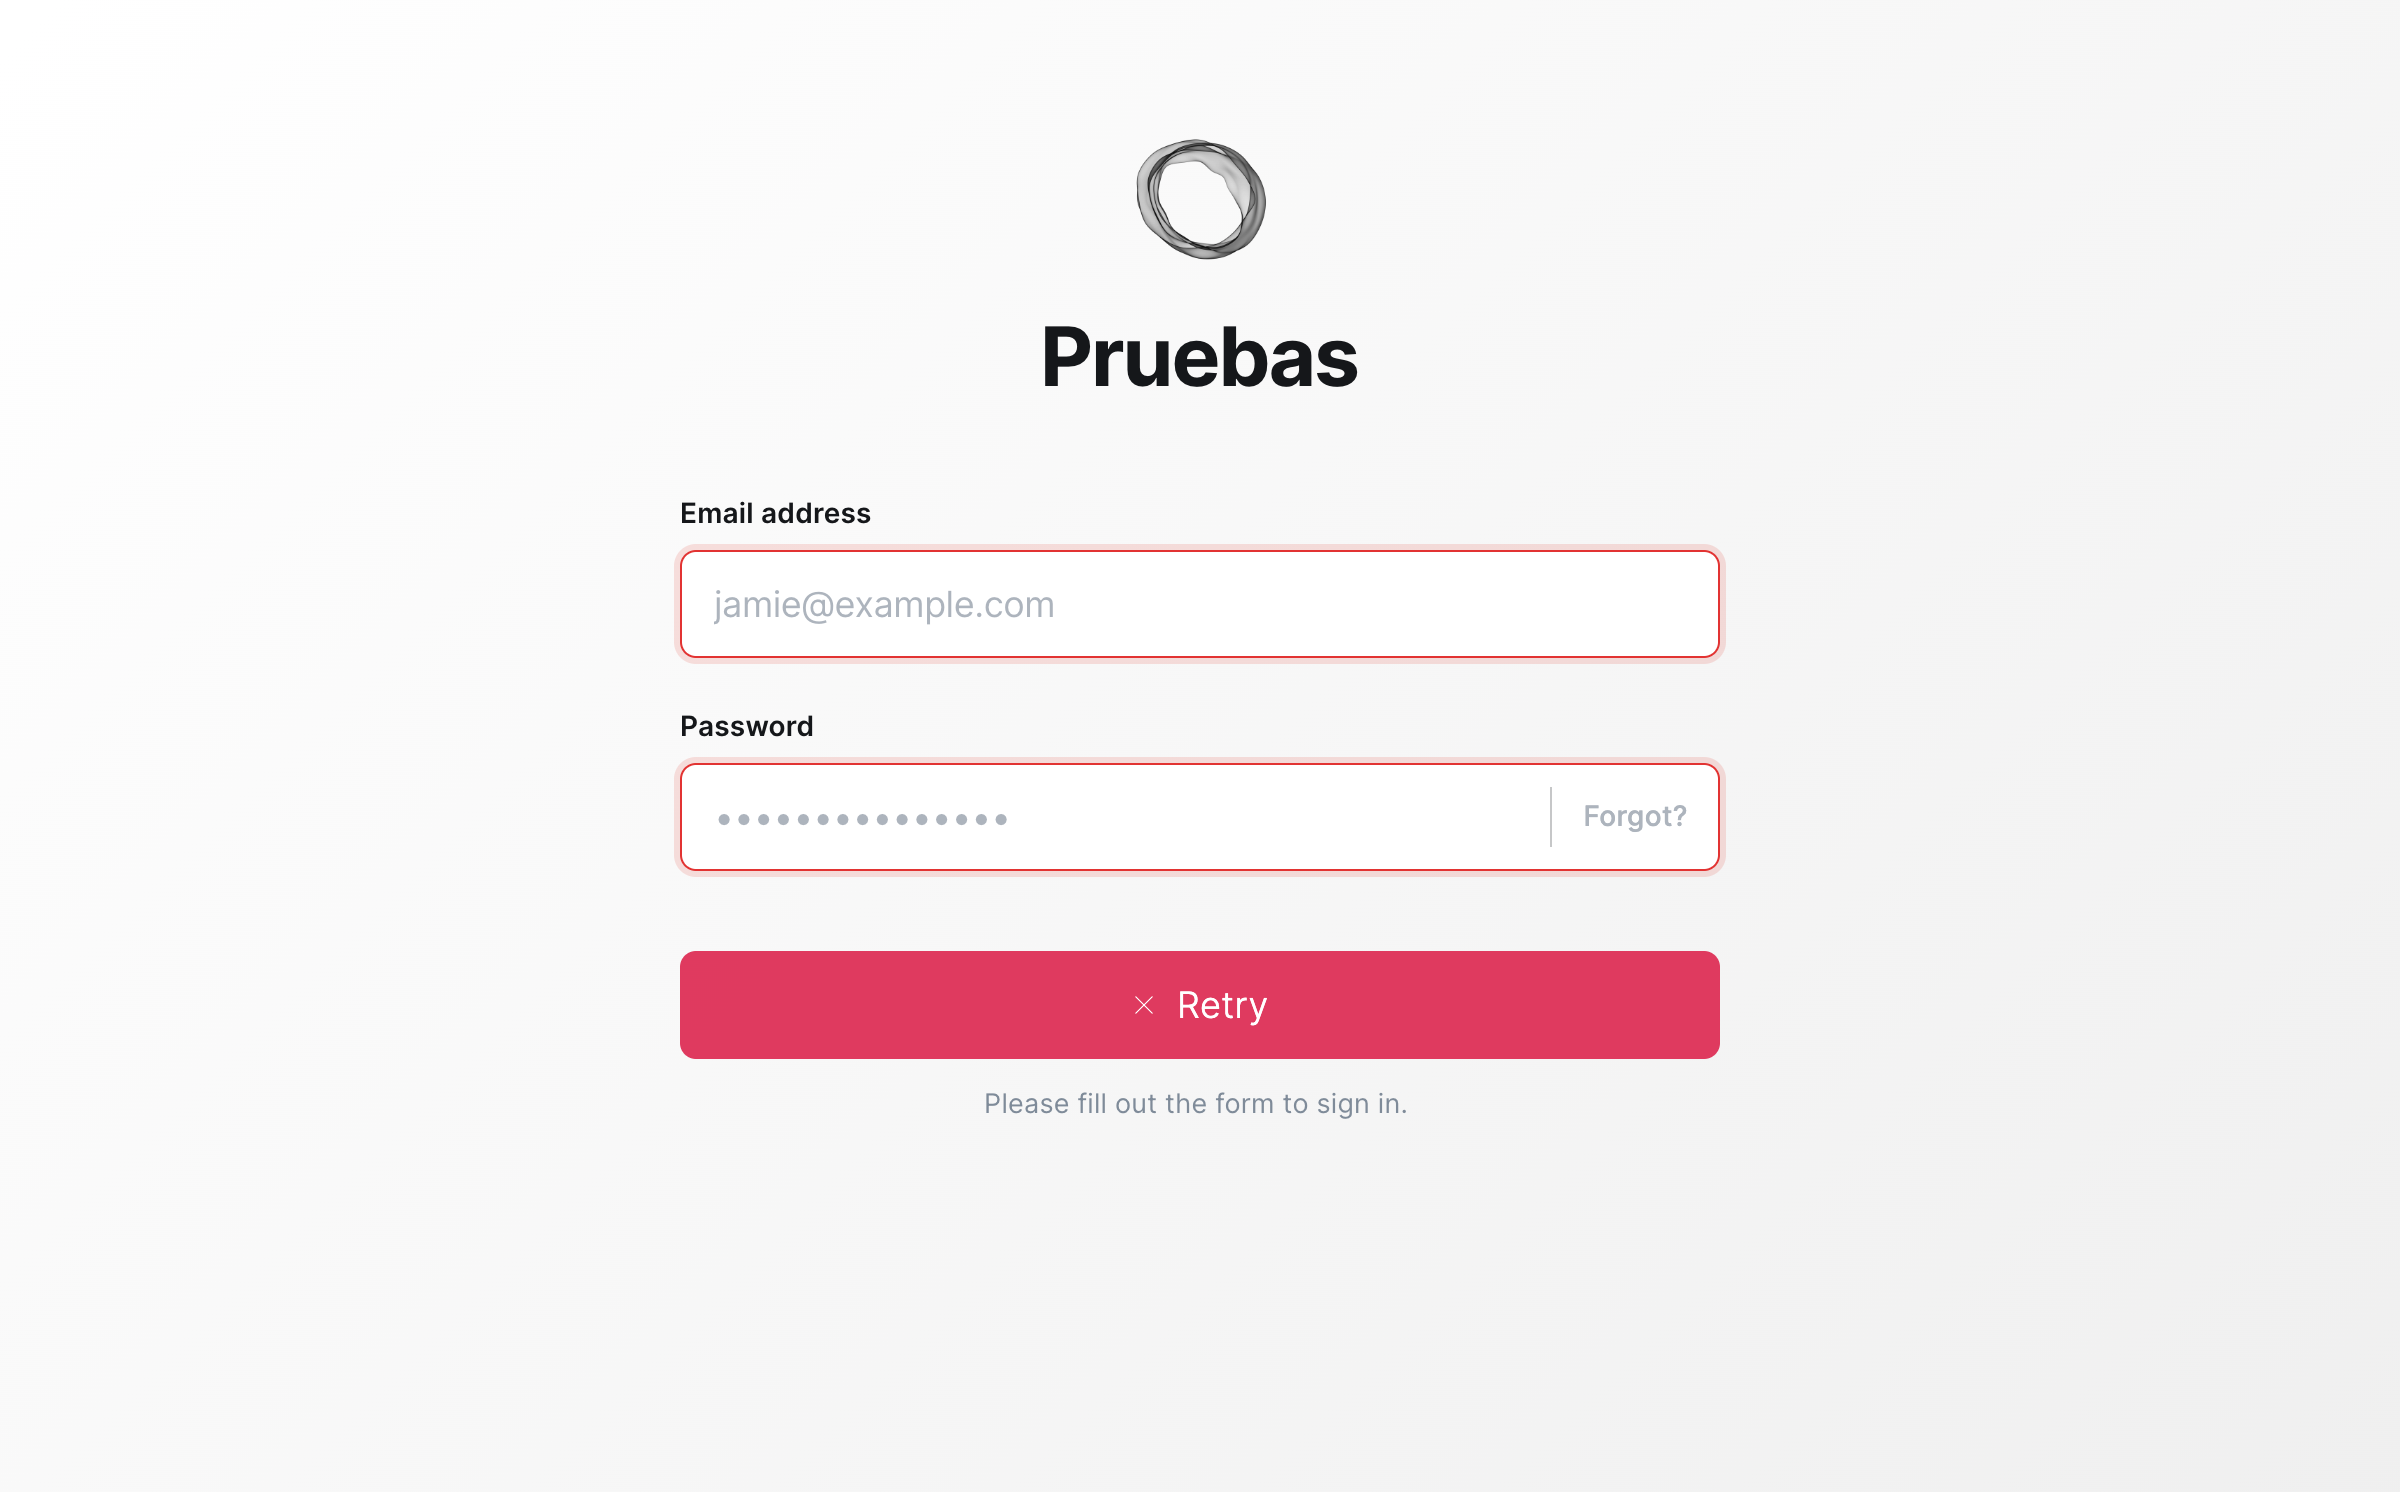 Pruebas
Email address
jamie@example.com
Password
•••••••••••••••
Forgot?
Retry
Please fill out the form to sign in.